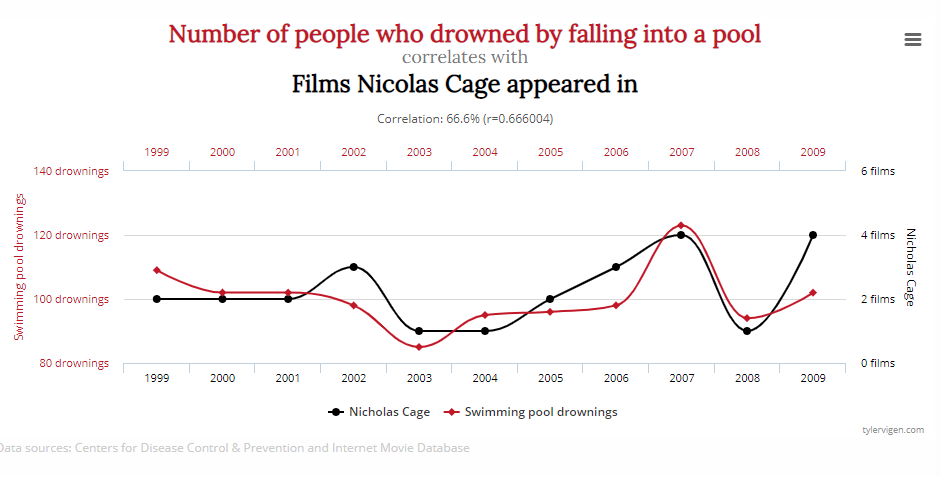 Number of people who drowned by falling into a pool
correlates with
Films Nicolas Cage appeared in
Correlation: 66.6% (r=0.666004)
1999 2000 2001 2002 2003 2004 2005 2006 2007 2008 2009
140 drownings 6 films
120 drownings 4 films
100 drownings 2 films
80 drownings 0 films
Swimming pool drownings
Nicholas Cage
1999 2000 2001 2002 2003 2004 2005 2006 2007 2008 2009
Nicholas Cage Swimming pool drownings
tylervigen.com
Data sources: Centers for Disease Control & Prevention and Internet Movie Database